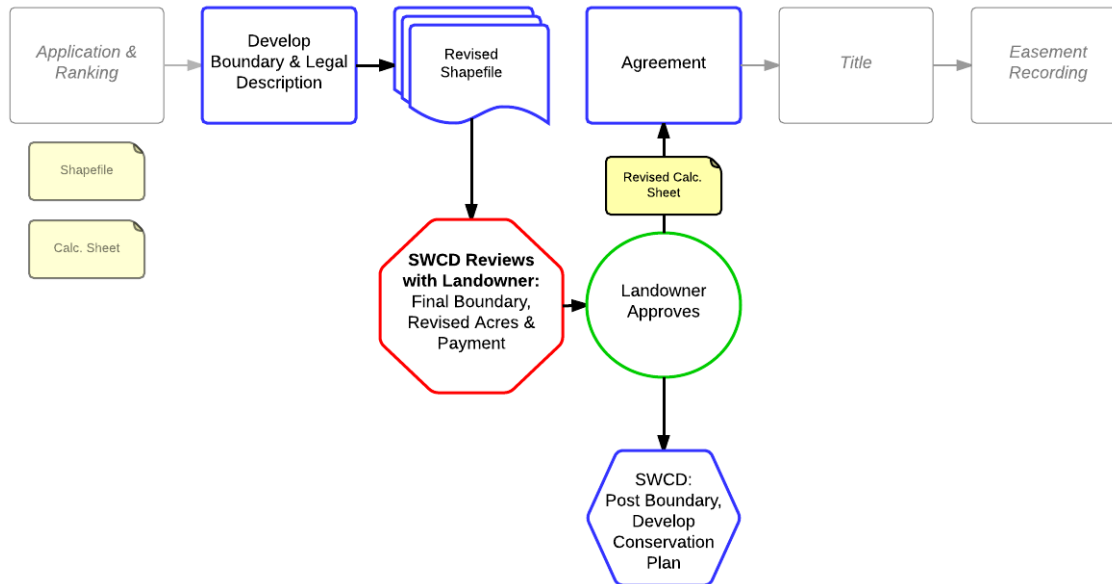 Application &
Ranking
Develop
Boundary & Legal
Description
Revised
Shapefile
Agreement
Title
Easement
Recording
Shapefile
Calc. Sheet
Revised Calc.
Sheet
SWCD Reviews
with Landowner:
Final Boundary,
Revised Acres &
Payment
Landowner
Approves
SWCD:
Post Boundary,
Develop
Conservation
Plan